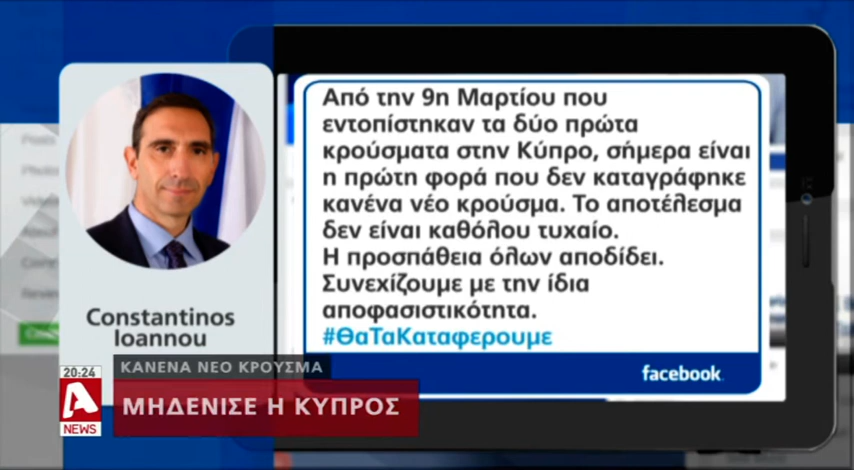 Από την 9η Μαρτίου που
εντοπίστηκαν τα δύο πρώτα
κρούσματα στην Κύπρο, σήμερα είναι
η πρώτη φορά που δεν καταγράφηκε
κανένα νέο κρούσμα. Το αποτέλεσμα
δεν είναι καθόλου τυχαίο.
Η προσπάθεια όλων αποδίδει.
Συνεχίζουμε με την ίδια
αποφασιστικότητα.
#ΘαΤαΚαταφερουμε
facebook.
Constantinos
Ioannou
20:24
ΚΑΝΕΝΑ ΝΕΟ ΚΡΟΥΣΜΑ
A
NEWS
ΜΗΔΕΝΙΣΕ Η ΚΥΠΡΟΣ